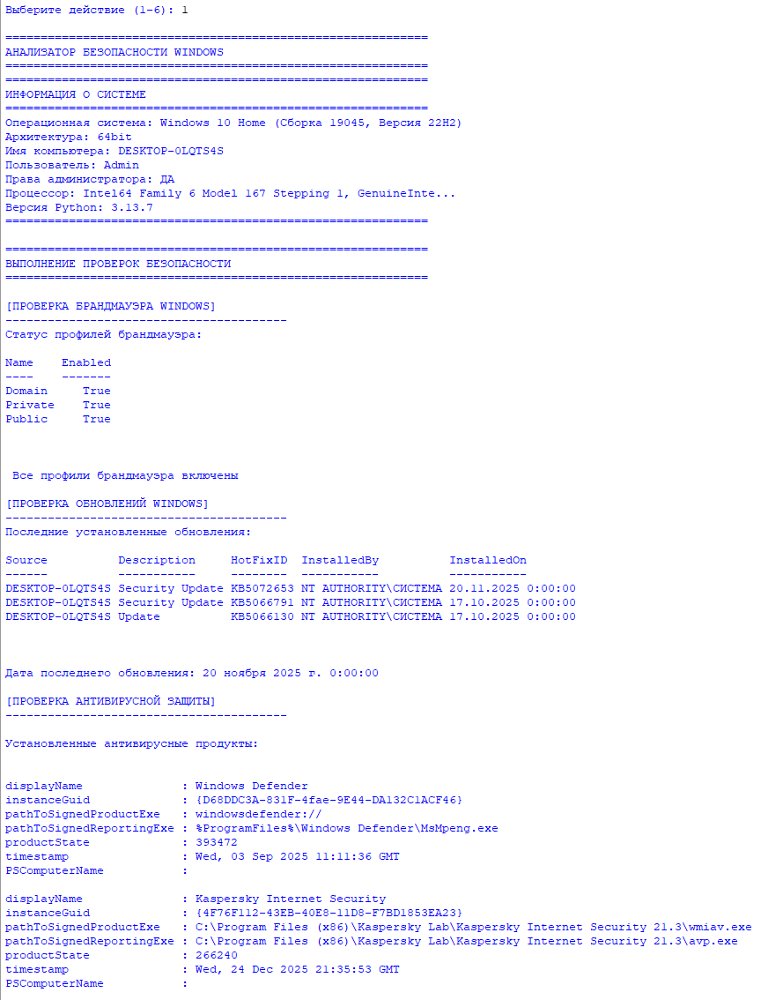 Выберите действие (1-6): 1
============================================================
АНАЛИЗАТОР БЕЗОПАСНОСТИ WINDOWS
============================================================
============================================================
ИНФОРМАЦИЯ О СИСТЕМЕ
============================================================
Операционная система: Windows 10 Home (Сборка 19045, Версия 22H2)
Архитектура: 64bit
Имя компьютера: DESKTOP-0LQTS4S
Пользователь: Admin
Права администратора: ДА
Процессор: Intel64 Family 6 Model 167 Stepping 1, GenuineInte...
Версия Python: 3.13.7
============================================================
============================================================
ВЫПОЛНЕНИЕ ПРОВЕРОК БЕЗОПАСНОСТИ
============================================================
[ПРОВЕРКА БРАНДМАУЭРА WINDOWS]
----------------------------------------
Статус профилей брандмауэра:
Name    Enabled
----    -------
Domain     True
Private    True
Public     True
Все профили брандмауэра включены
[ПРОВЕРКА ОБНОВЛЕНИЙ WINDOWS]
----------------------------------------
Последние установленные обновления:
Source          Description     HotFixID  InstalledBy          InstalledOn
------          -----------     --------  -----------          -----------
DESKTOP-0LQTS4S Security Update KB5072653 NT AUTHORITY\СИСТЕМА 20.11.2025 0:00:00
DESKTOP-0LQTS4S Security Update KB5066791 NT AUTHORITY\СИСТЕМА 17.10.2025 0:00:00
DESKTOP-0LQTS4S Update          KB5066130 NT AUTHORITY\СИСТЕМА 17.10.2025 0:00:00
Дата последнего обновления: 20 ноября 2025 г. 0:00:00
[ПРОВЕРКА АНТИВИРУСНОЙ ЗАЩИТЫ]
----------------------------------------
Установленные антивирусные продукты:
displayName              : Windows Defender
instanceGuid             : {D68DDC3A-831F-4fae-9E44-DA132C1ACF46}
pathToSignedProductExe   : windowsdefender://
pathToSignedReportingExe : %ProgramFiles%\Windows Defender\MsMpeng.exe
productState             : 393472
timestamp                : Wed, 03 Sep 2025 11:11:36 GMT
PSComputerName           :
displayName              : Kaspersky Internet Security
instanceGuid             : {4F76F112-43EB-40E8-11D8-F7BD1853EA23}
pathToSignedProductExe   : C:\Program Files (x86)\Kaspersky Lab\Kaspersky Internet Security 21.3\wmiav.exe
pathToSignedReportingExe : C:\Program Files (x86)\Kaspersky Lab\Kaspersky Internet Security 21.3\avp.exe
productState             : 266240
timestamp                : Wed, 24 Dec 2025 21:35:53 GMT
PSComputerName           :